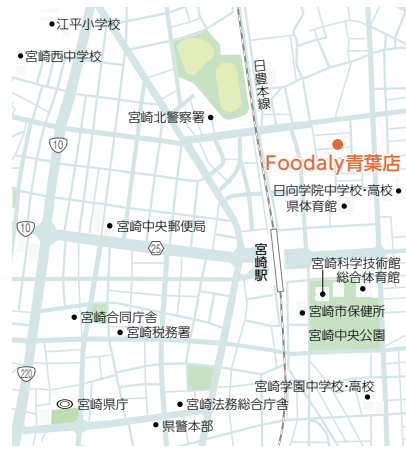 江平小学校
宮崎西中学校
日豊本線
宮崎北警察署
10
Foodaly青葉店
日向学院中学校・高校
県体育館
10
宮崎中央郵便局
25
宮崎駅
宮崎科学技術館
総合体育館
宮崎合同庁舎
宮崎市保健所
宮崎税務署
宮崎中央公園
220
宮崎学園中学校・高校
宮崎県庁
宮崎法務総合庁舎
県警本部